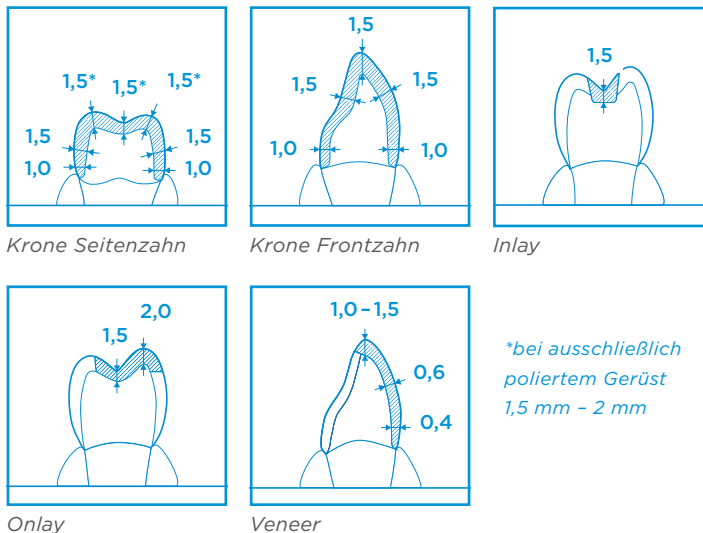 1,5* 1,5* 1,5*
1,5 1,5
1,0 1,0
Krone Seitenzahn
1,5
1,5 1,5
1,0 1,0
Krone Frontzahn
1,5
Inlay
2,0
1,5
Onlay
1,0–1,5
0,6
0,4
Veneer
*bei ausschließlich
poliertem Gerüst
1,5 mm – 2 mm